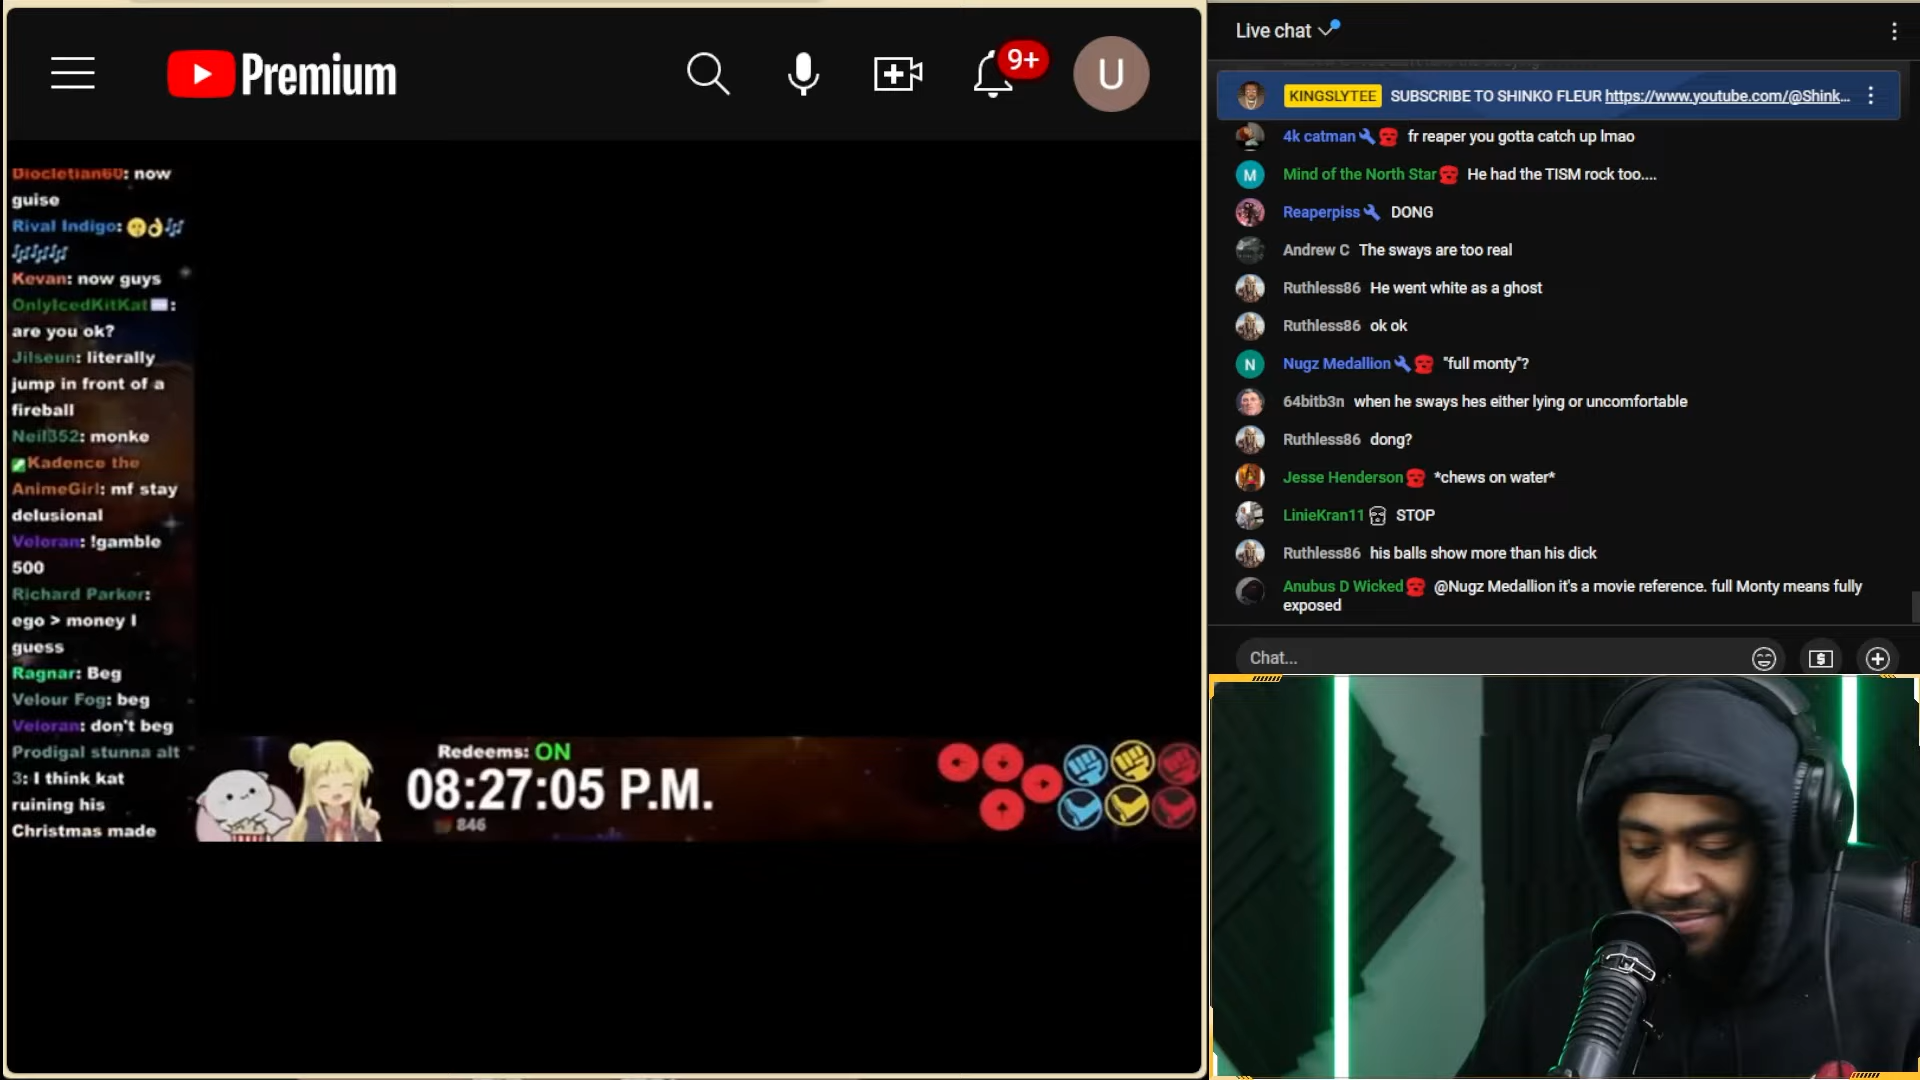 Premium
9+
U
Diocletian60: now
guise
Rival Indigo: 🤫👌🎶
🎶🎶🎶
Kevan: now guys
OnlyIcedKitKat:
are you ok?
Jilseun: literally
jump in front of a
fireball
Neil352: monke
Kadence the
AnimeGirl: mf stay
delusional
Veloran: !gamble
500
Richard Parker:
ego > money I
guess
Ragnar: Beg
Velour Fog: beg
Veloran: don't beg
Prodigal stunna alt
3: I think kat
ruining his
Christmas made
Redeems: ON
08:27:05 P.M.
846
Live chat
KINGSLYTEE SUBSCRIBE TO SHINKO FLEUR https://www.youtube.com/@Shink...
4k catman fr reaper you gotta catch up lmao
M
Mind of the North Star He had the TISM rock too....
Reaperpiss DONG
Andrew C The sways are too real
Ruthless86 He went white as a ghost
Ruthless86 ok ok
N
Nugz Medallion "full monty"?
64bitb3n when he sways hes either lying or uncomfortable
Ruthless86 dong?
Jesse Henderson *chews on water*
LinieKran11 STOP
Ruthless86 his balls show more than his dick
Anubus D Wicked @Nugz Medallion it's a movie reference. full Monty means fully
exposed
Chat...